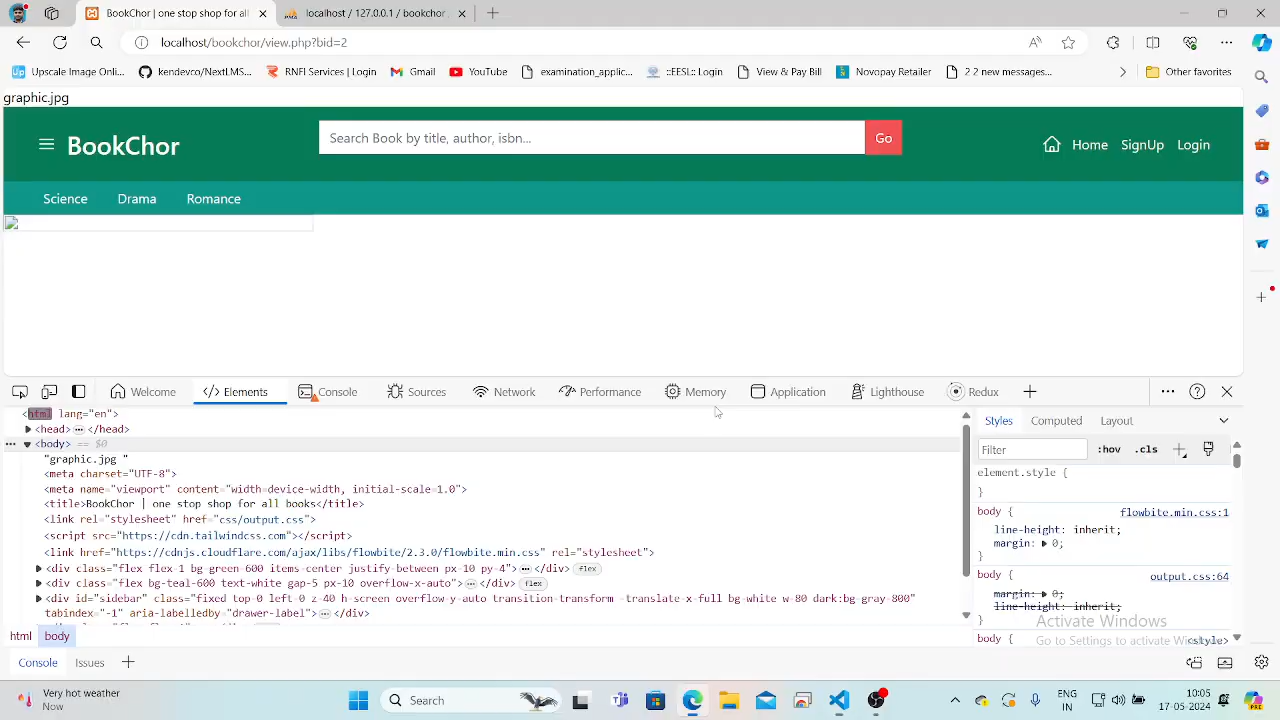 BookChor | one stop shop for all
localhost / 127.0.0.1 / bookchor
localhost/bookchor/view.php?bid=2
Upscale Image Onl... kendevco/NextLMS... RNFI Services | Login Gmail YouTube examination_applic... ::EESL:: Login View & Pay Bill Novopay Retailer 2 2 new messages... Other favorites
graphic.jpg
BookChor
Search Book by title, author, isbn...
Go
Home SignUp Login
Science Drama Romance
Welcome Elements Console Sources Network Performance Memory Application Lighthouse Redux
<html lang="en">
<head> </head>
<body> == $0
"graphic.jpg "
<meta charset="UTF-8">
<meta name="viewport" content="width=device-width, initial-scale=1.0">
<title>BookChor | one stop shop for all books</title>
<link rel="stylesheet" href="css/output.css">
<script src="https://cdn.tailwindcss.com"></script>
<link href="https://cdnjs.cloudflare.com/ajax/libs/flowbite/2.3.0/flowbite.min.css" rel="stylesheet">
<div class="flex flex-1 bg-green-600 items-center justify-between px-10 py-4"> </div> flex
<div class="flex bg-teal-600 text-white gap-5 px-10 overflow-x-auto"> </div> flex
<div id="sidebar" class="fixed top-0 left-0 z-40 h-screen overflow-y-auto transition-transform -translate-x-full bg-white w-80 dark:bg-gray-800"
tabindex="-1" aria-labelledby="drawer-label"> </div>
html body
Styles Computed Layout
Filter :hov .cls
element.style {
}
body { flowbite.min.css:1
line-height: inherit;
margin: 0;
}
body { output.css:64
margin: 0;
line-height: inherit;
}
body { <style>
Activate Windows
Go to Settings to activate Windows.
Console Issues
Very hot weather
Now
Search
ENG
IN
10:05
17-05-2024